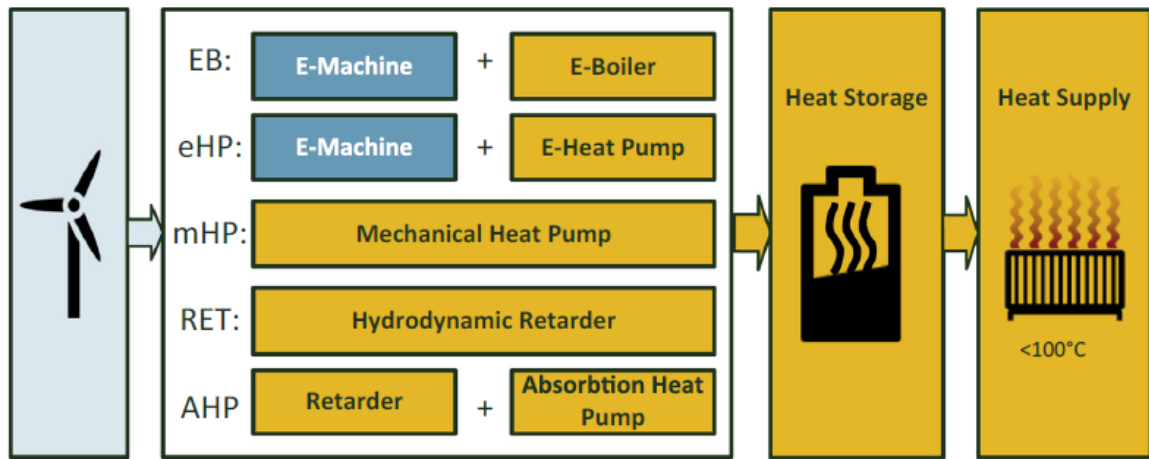 EB: E-Machine + E-Boiler
eHP: E-Machine + E-Heat Pump
mHP: Mechanical Heat Pump
RET: Hydrodynamic Retarder
AHP Retarder + Absorbtion Heat
Pump
Heat Storage
Heat Supply
<100°C